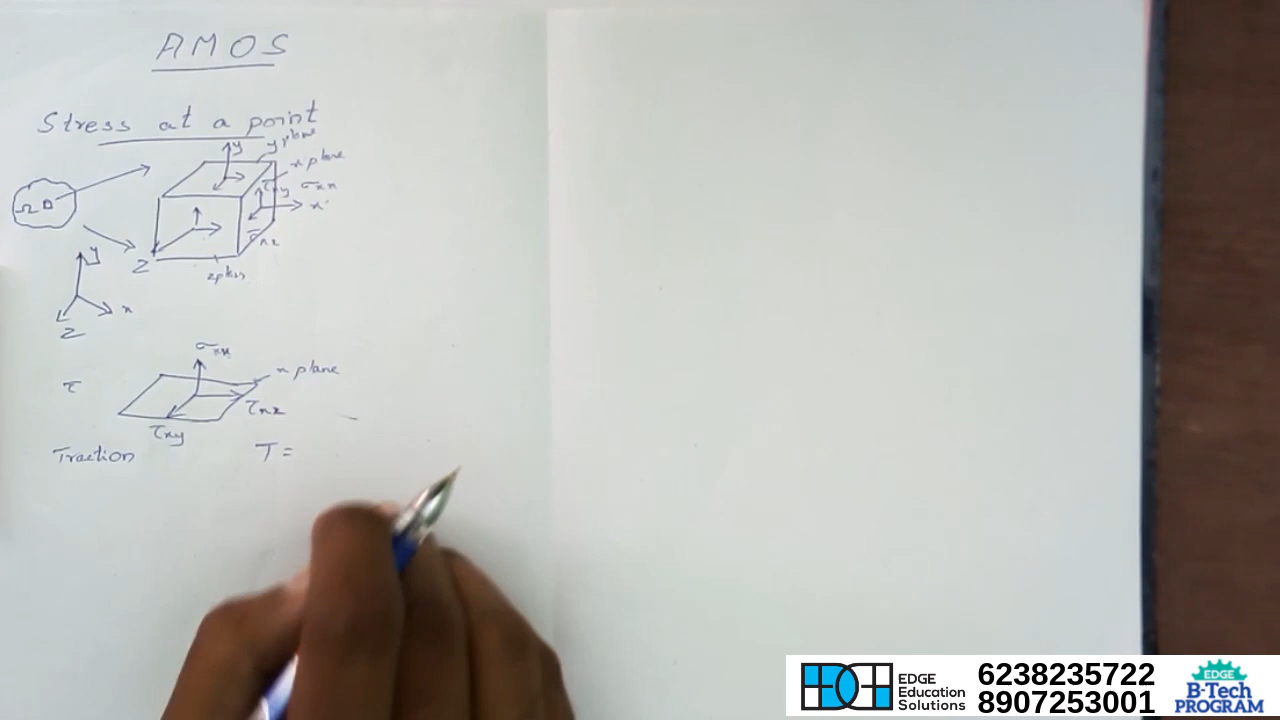 AMOS
Stress at a point
y y plane
x plane
τxy σxx
x
τxz
Z
z plane
y
x
Z
σxx
x plane
τ
τxz
τxy
Traction T =
EDGE
Education
Solutions
6238235722
8907253001
EDGE
B-Tech
PROGRAM